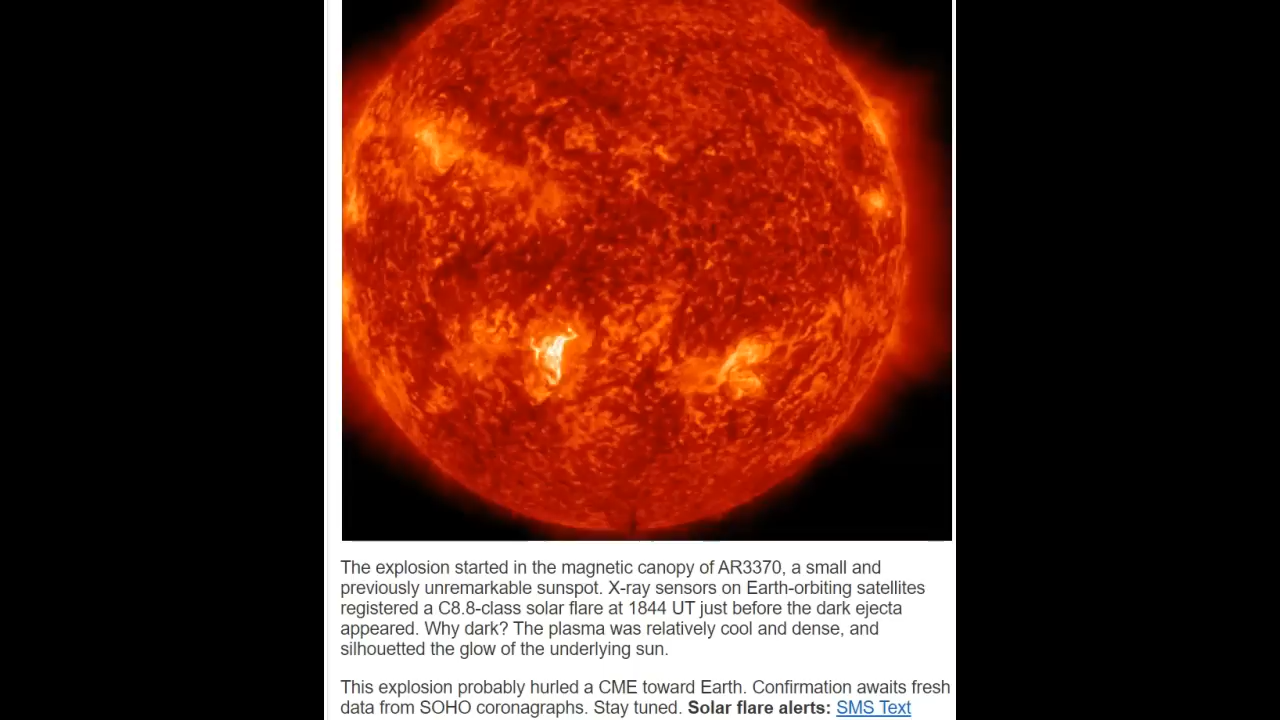 The explosion started in the magnetic canopy of AR3370, a small and
previously unremarkable sunspot. X-ray sensors on Earth-orbiting satellites
registered a C8.8-class solar flare at 1844 UT just before the dark ejecta
appeared. Why dark? The plasma was relatively cool and dense, and
silhouetted the glow of the underlying sun.
This explosion probably hurled a CME toward Earth. Confirmation awaits fresh
data from SOHO coronagraphs. Stay tuned. Solar flare alerts: SMS Text